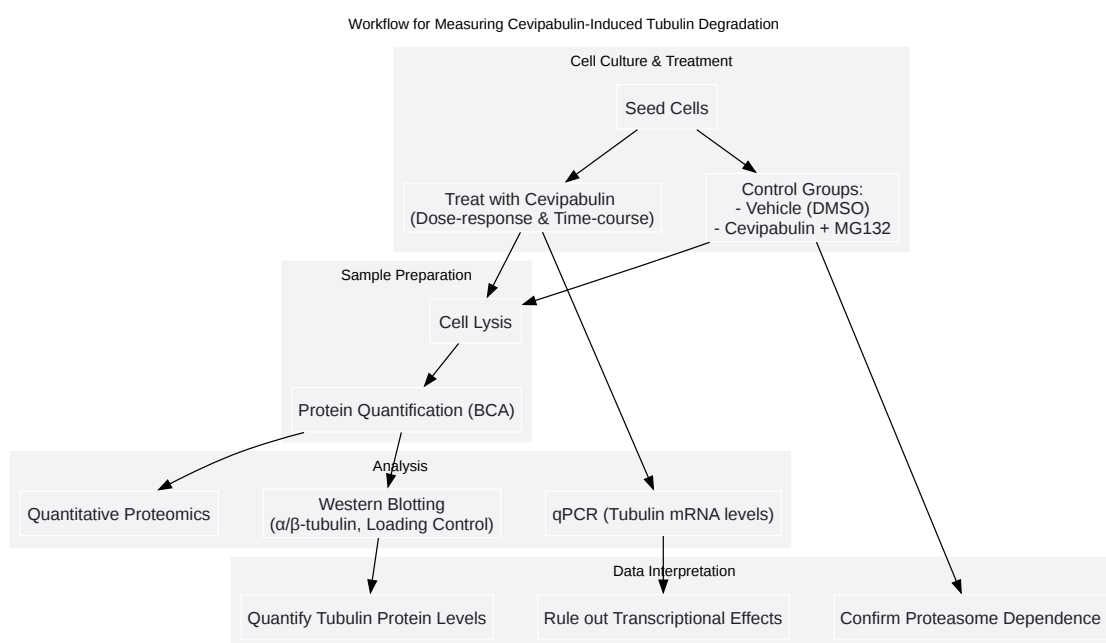 Workflow for Measuring Cevipabulin-Induced Tubulin Degradation
Cell Culture & Treatment
Seed Cells
Treat with Cevipabulin
(Dose-response & Time-course)
Control Groups:
- Vehicle (DMSO)
- Cevipabulin + MG132
Sample Preparation
Cell Lysis
Protein Quantification (BCA)
Analysis
Quantitative Proteomics
Western Blotting
(α/β-tubulin, Loading Control)
qPCR (Tubulin mRNA levels)
Data Interpretation
Quantify Tubulin Protein Levels
Rule out Transcriptional Effects
Confirm Proteasome Dependence